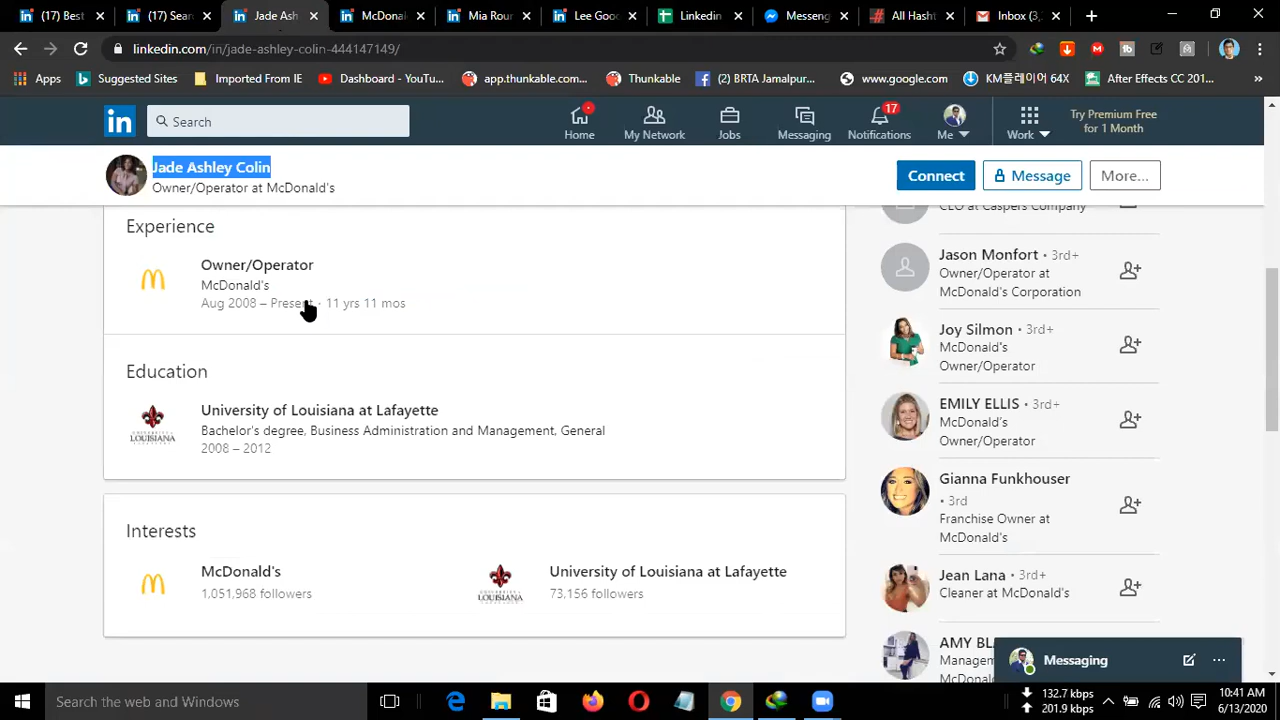 (17) Best
(17) Sear
Jade Ash
McDona
Mia Rour
Lee Goo
Linkedin
Messeng
All Hasht
Inbox (3,
linkedin.com/in/jade-ashley-colin-444147149/
Apps
Suggested Sites
Imported From IE
Dashboard - YouTu...
app.thunkable.com...
Thunkable
(2) BRTA Jamalpur...
www.google.com
KM플레이어 64X
After Effects CC 201...
in
Search
Home
My Network
Jobs
Messaging
17
Notifications
Me
Work
Try Premium Free
for 1 Month
Jade Ashley Colin
Owner/Operator at McDonald's
Connect
Message
More...
Experience
Owner/Operator
McDonald's
Aug 2008 – Present · 11 yrs 11 mos
Education
University of Louisiana at Lafayette
Bachelor's degree, Business Administration and Management, General
2008 – 2012
Interests
McDonald's
1,051,968 followers
University of Louisiana at Lafayette
73,156 followers
CEO at Caspers Company
Jason Monfort • 3rd+
Owner/Operator at
McDonald's Corporation
Joy Silmon • 3rd+
McDonald's
Owner/Operator
EMILY ELLIS • 3rd+
McDonald's
Owner/Operator
Gianna Funkhouser
• 3rd
Franchise Owner at
McDonald's
Jean Lana • 3rd+
Cleaner at McDonald's
AMY BL
Manageme
McDonald
Messaging
Search the web and Windows
132.7 kbps
201.9 kbps
10:41 AM
6/13/2020